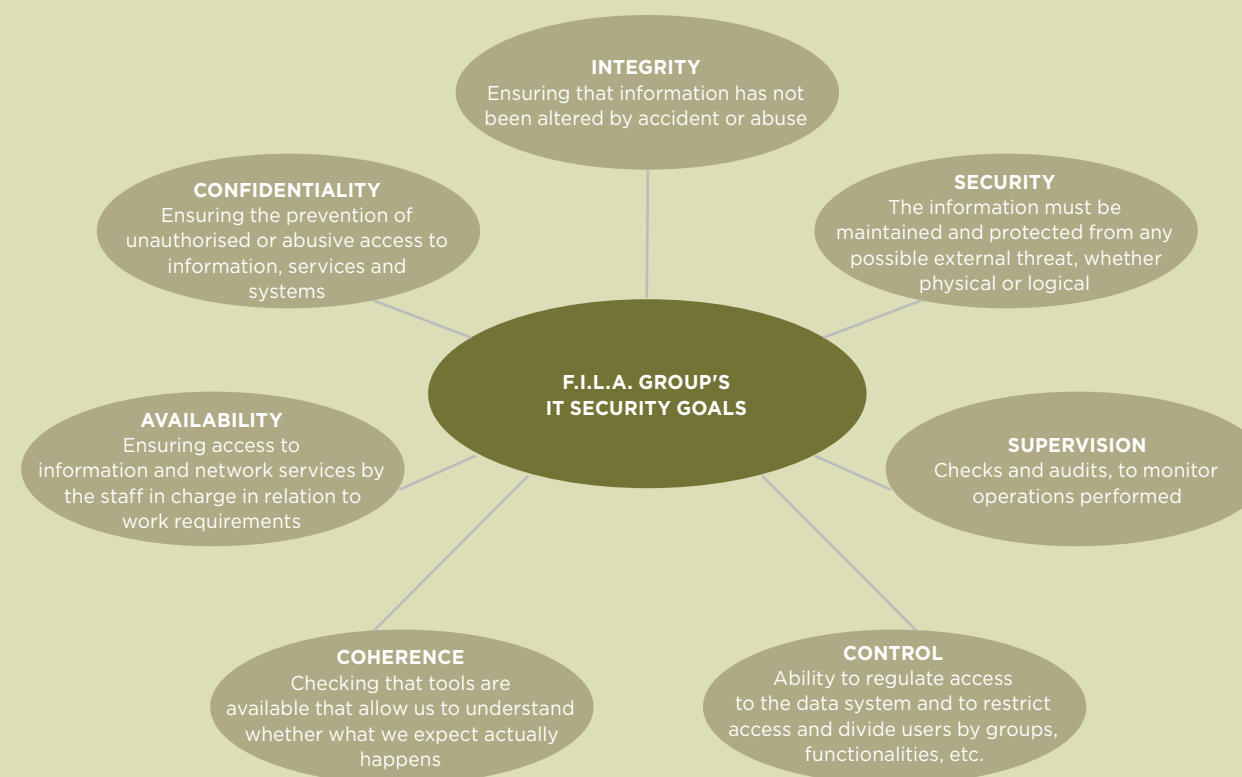 INTEGRITY
Ensuring that information has not
been altered by accident or abuse
CONFIDENTIALITY
Ensuring the prevention of
unauthorised or abusive access to
information, services and
systems
SECURITY
The information must be
maintained and protected from any
possible external threat, whether
physical or logical
F.I.L.A. GROUP'S
IT SECURITY GOALS
AVAILABILITY
Ensuring access to
information and network services by
the staff in charge in relation to
work requirements
SUPERVISION
Checks and audits, to monitor
operations performed
COHERENCE
Checking that tools are
available that allow us to understand
whether what we expect actually
happens
CONTROL
Ability to regulate access
to the data system and to restrict
access and divide users by groups,
functionalities, etc.